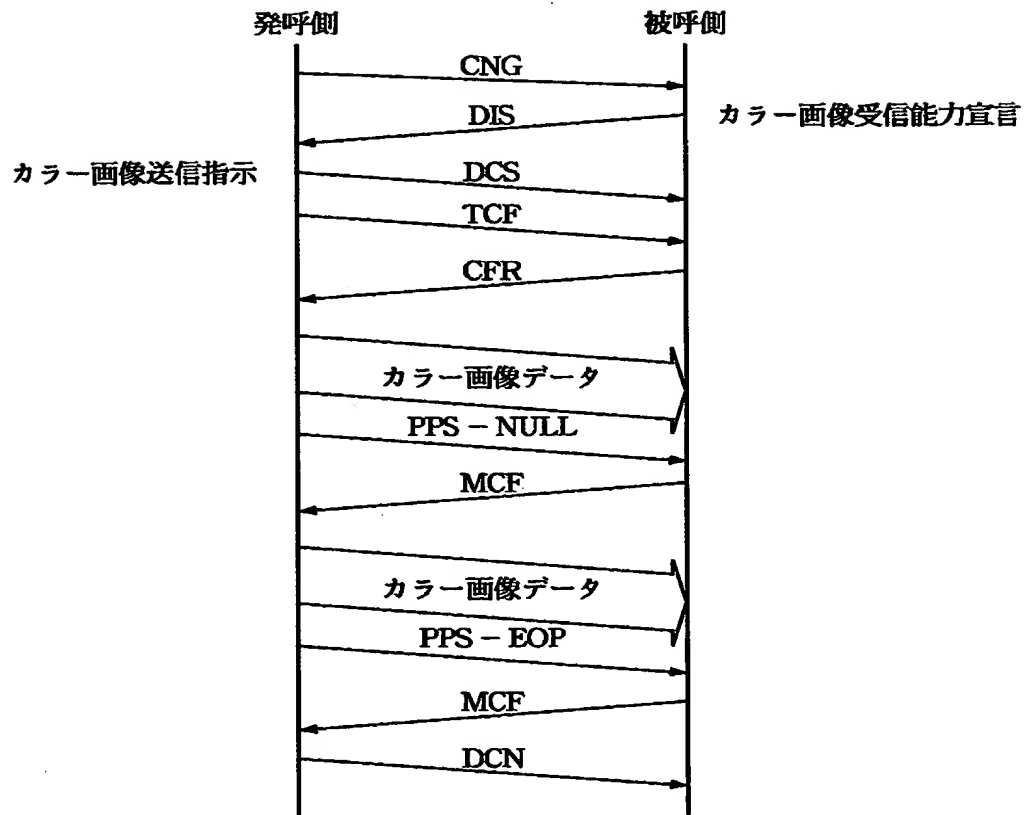 発呼側
被呼側
CNG
DIS
カラー画像受信能力宣言
カラー画像送信指示
DCS
TCF
CFR
カラー画像データ
PPS－NULL
MCF
カラー画像データ
PPS－EOP
MCF
DCN